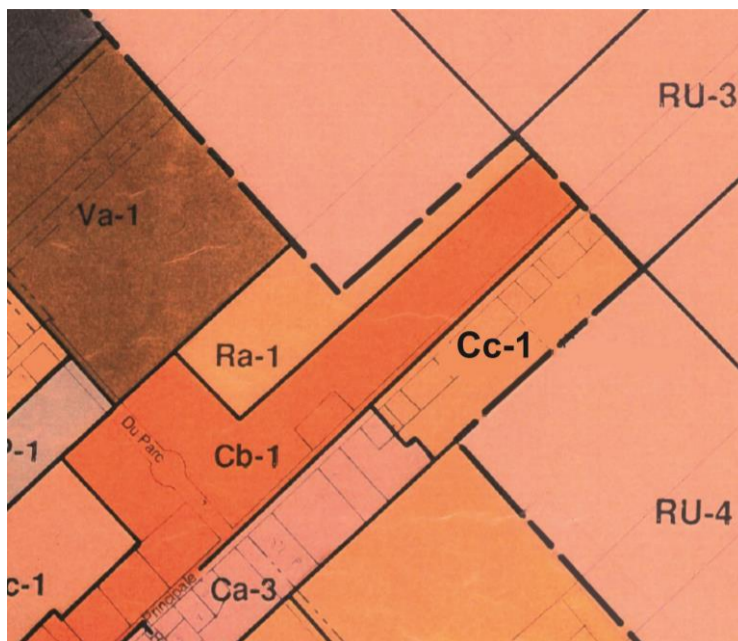 RU-3
Va-1
Cc-1
Ra-1
P-1
Du Parc
Cb-1
RU-4
c-1
Ca-3
Principale